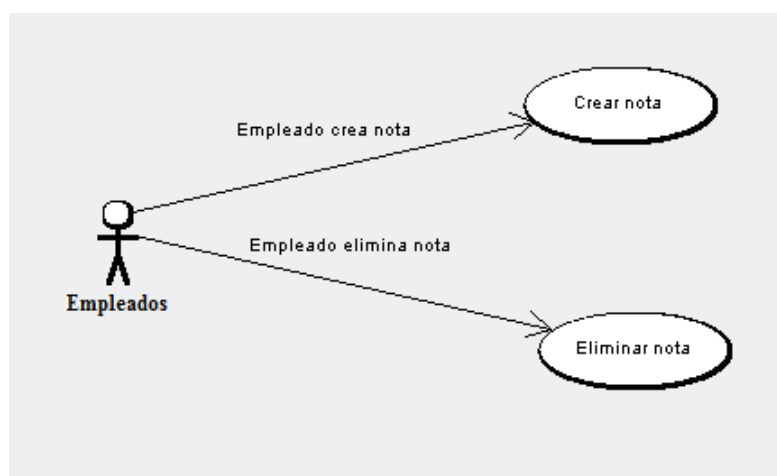 Crear nota
Empleado crea nota
Empleado elimina nota
Empleados
Eliminar nota